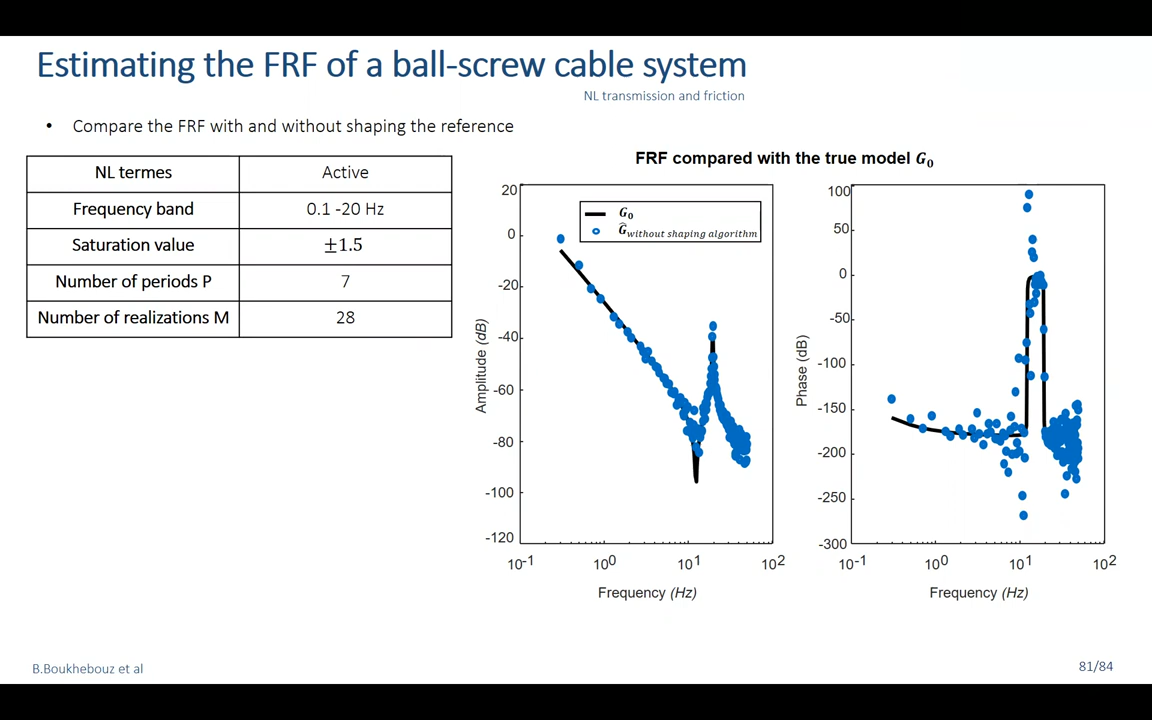 Estimating the FRF of a ball-screw cable system
NL transmission and friction
• Compare the FRF with and without shaping the reference
NL termes Active
Frequency band 0.1 -20 Hz
Saturation value ±1.5
Number of periods P 7
Number of realizations M 28
FRF compared with the true model G₀
20
0
-20
-40
-60
-80
-100
-120
Amplitude (dB)
G₀
Ĝ without shaping algorithm
10⁻¹ 10⁰ 10¹ 10²
Frequency (Hz)
100
50
0
-50
-100
-150
-200
-250
-300
Phase (dB)
10⁻¹ 10⁰ 10¹ 10²
Frequency (Hz)
B.Boukhebouz et al
81/84